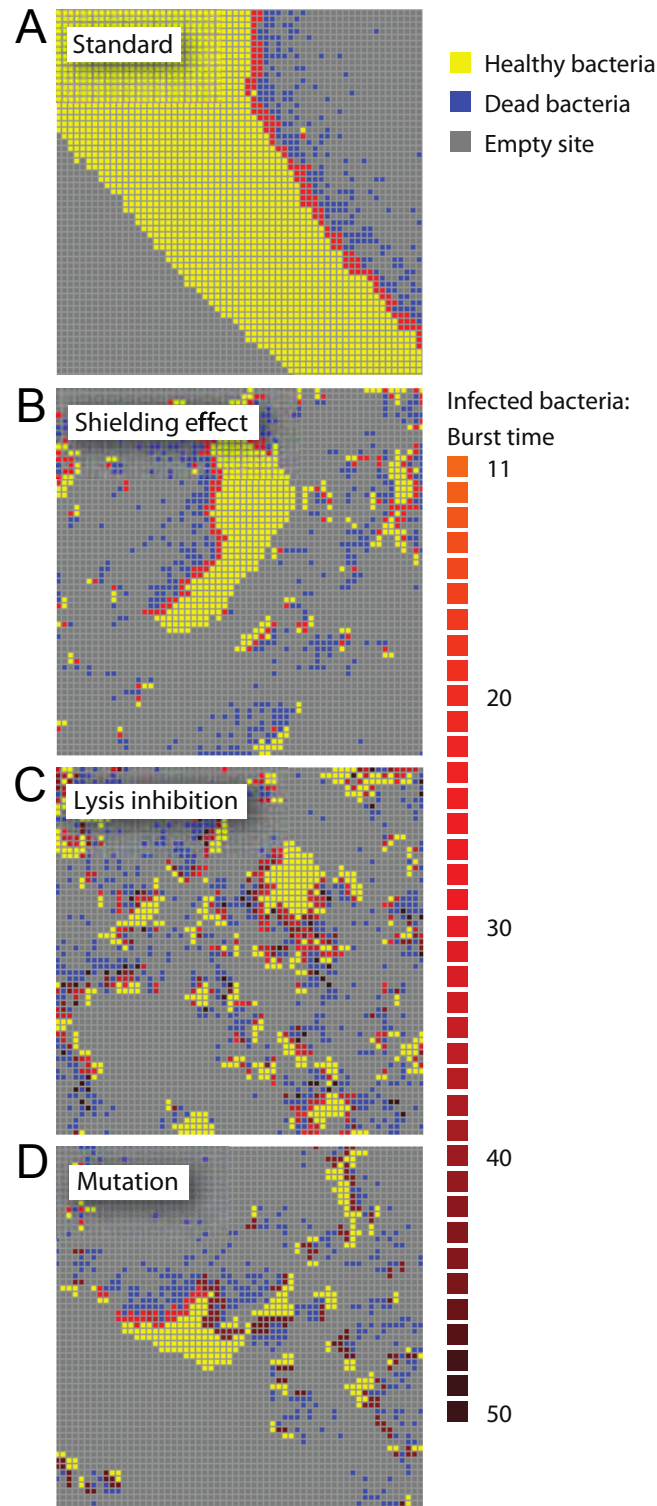 A
Standard
Healthy bacteria
Dead bacteria
Empty site
B
Shielding effect
Infected bacteria:
Burst time
11
20
30
40
50
C
Lysis inhibition
D
Mutation